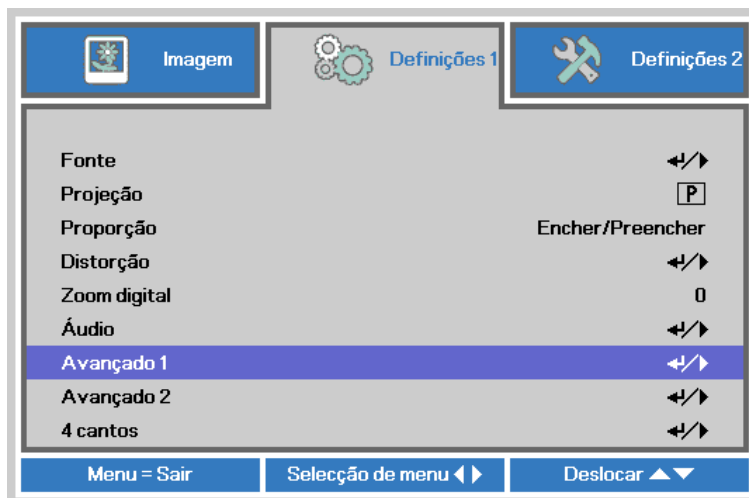 Imagem Definições 1 Definições 2
Fonte
Projeção P
Proporção Encher/Preencher
Distorção
Zoom digital 0
Áudio
Avançado 1
Avançado 2
4 cantos
Menu = Sair Selecção de menu Deslocar